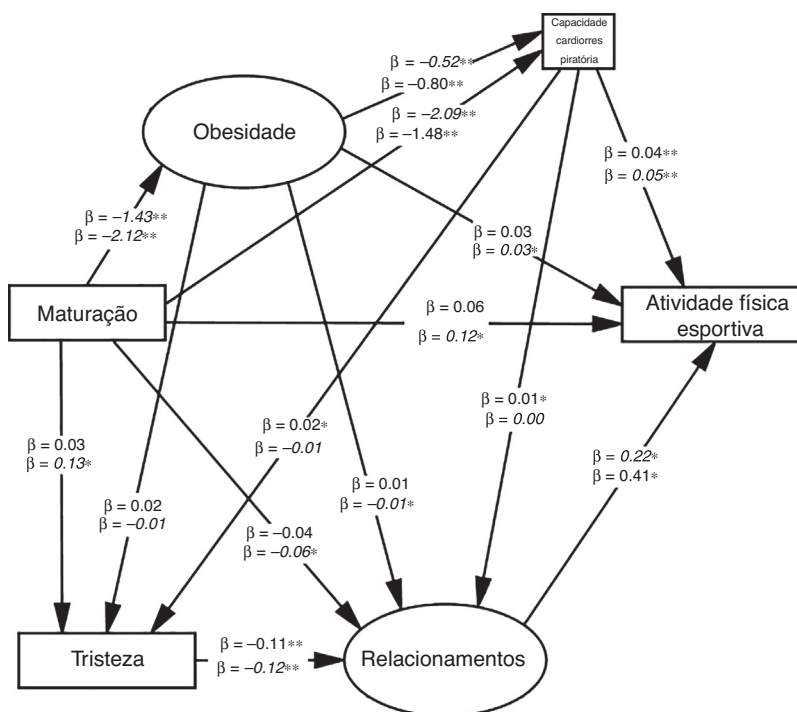 Capacidade
cardiorres
piratória
β = –0.52**
β = –0.80**
Obesidade
β = –2.09**
β = –1.48**
β = 0.04**
β = 0.05**
β = –1.43**
β = –2.12**
β = 0.03
β = 0.03*
Maturação
β = 0.06
β = 0.12*
Atividade física
esportiva
β = 0.03
β = 0.13*
β = 0.02*
β = –0.01
β = 0.01*
β = 0.00
β = 0.22*
β = 0.41*
β = 0.02
β = –0.01
β = 0.01
β = –0.01*
β = –0.04
β = –0.06*
Tristeza
β = –0.11**
β = –0.12**
Relacionamentos